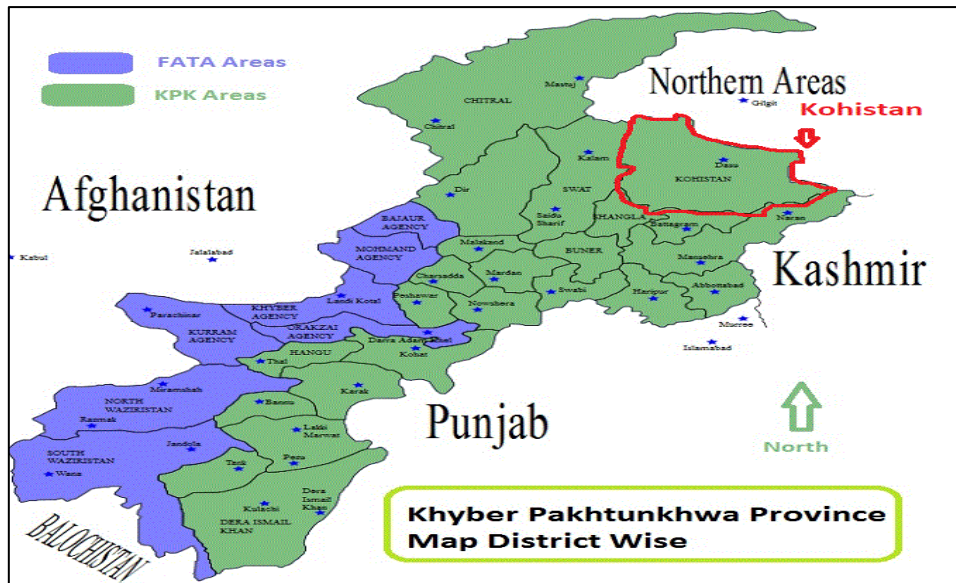 FATA Areas
KPK Areas
Northern Areas
Gilgit
Kohistan
Mastuj
CHITRAL
Chitral
Kalam
Dasu
KOHISTAN
Afghanistan
Dir
SWAT
Saidu
Sharif
SHANGLA
Battagram
Naran
BAJAUR
AGENCY
MOHMAND
AGENCY
Malakand
BUNER
Mansehra
Kashmir
Kabul
Jalalabad
Charsadda
Mardan
Swabi
Haripur
Abbottabad
Landi Kotal
Peshawar
Nowshera
Murree
Islamabad
Parachinar
KHYBER
AGENCY
KURRAM
AGENCY
ORAKZAI
AGENCY
Darra Adam Khel
HANGU
Kohat
Thal
Miramshah
Karak
NORTH
WAZIRISTAN
Razmak
Bannu
Punjab
North
Lakki
Marwat
SOUTH
WAZIRISTAN
Jandola
Wana
Tank
Pezu
Kulachi
Dera
Ismail
Khan
DERA ISMAIL
KHAN
BALOCHISTAN
Khyber Pakhtunkhwa Province
Map District Wise